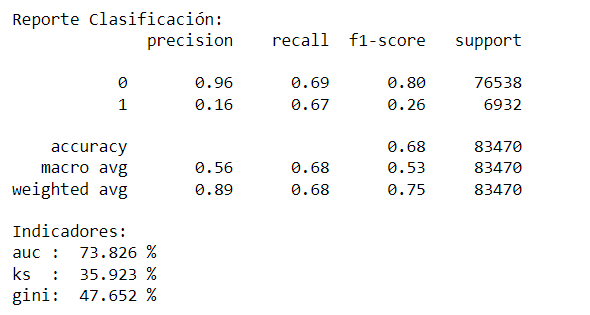 Reporte Clasificación:
precision recall f1-score support
0 0.96 0.69 0.80 76538
1 0.16 0.67 0.26 6932
accuracy 0.68 83470
macro avg 0.56 0.68 0.53 83470
weighted avg 0.89 0.68 0.75 83470
Indicadores:
auc : 73.826 %
ks : 35.923 %
gini: 47.652 %